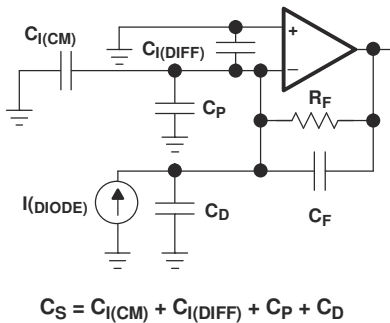 C_I(CM)
C_I(DIFF)
+
−
C_P
R_F
I_(DIODE)
C_D
C_F
C_S = C_I(CM) + C_I(DIFF) + C_P + C_D